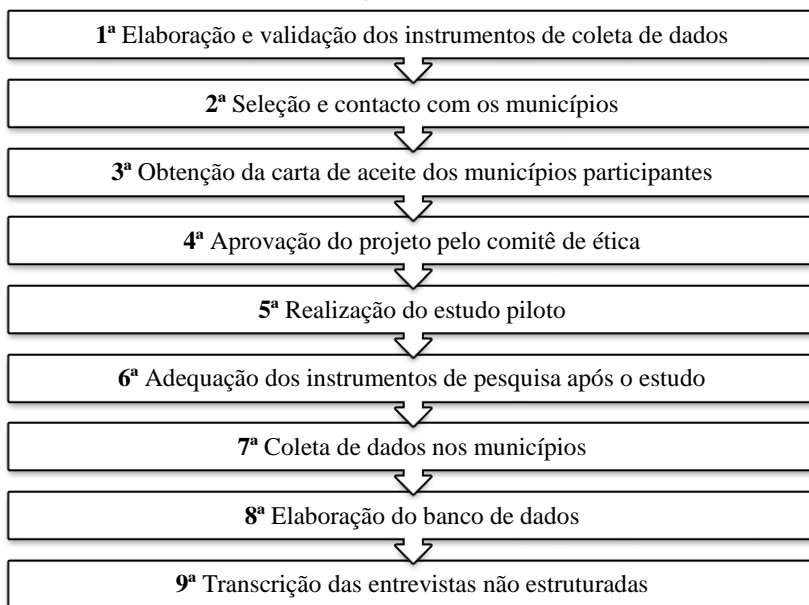 1ª Elaboração e validação dos instrumentos de coleta de dados
2ª Seleção e contacto com os municípios
3ª Obtenção da carta de aceite dos municípios participantes
4ª Aprovação do projeto pelo comitê de ética
5ª Realização do estudo piloto
6ª Adequação dos instrumentos de pesquisa após o estudo
7ª Coleta de dados nos municípios
8ª Elaboração do banco de dados
9ª Transcrição das entrevistas não estruturadas